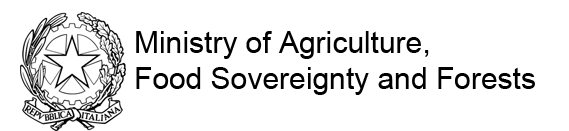 Ministry of Agriculture,
Food Sovereignty and Forests
REPVBBLICA ITALIANA